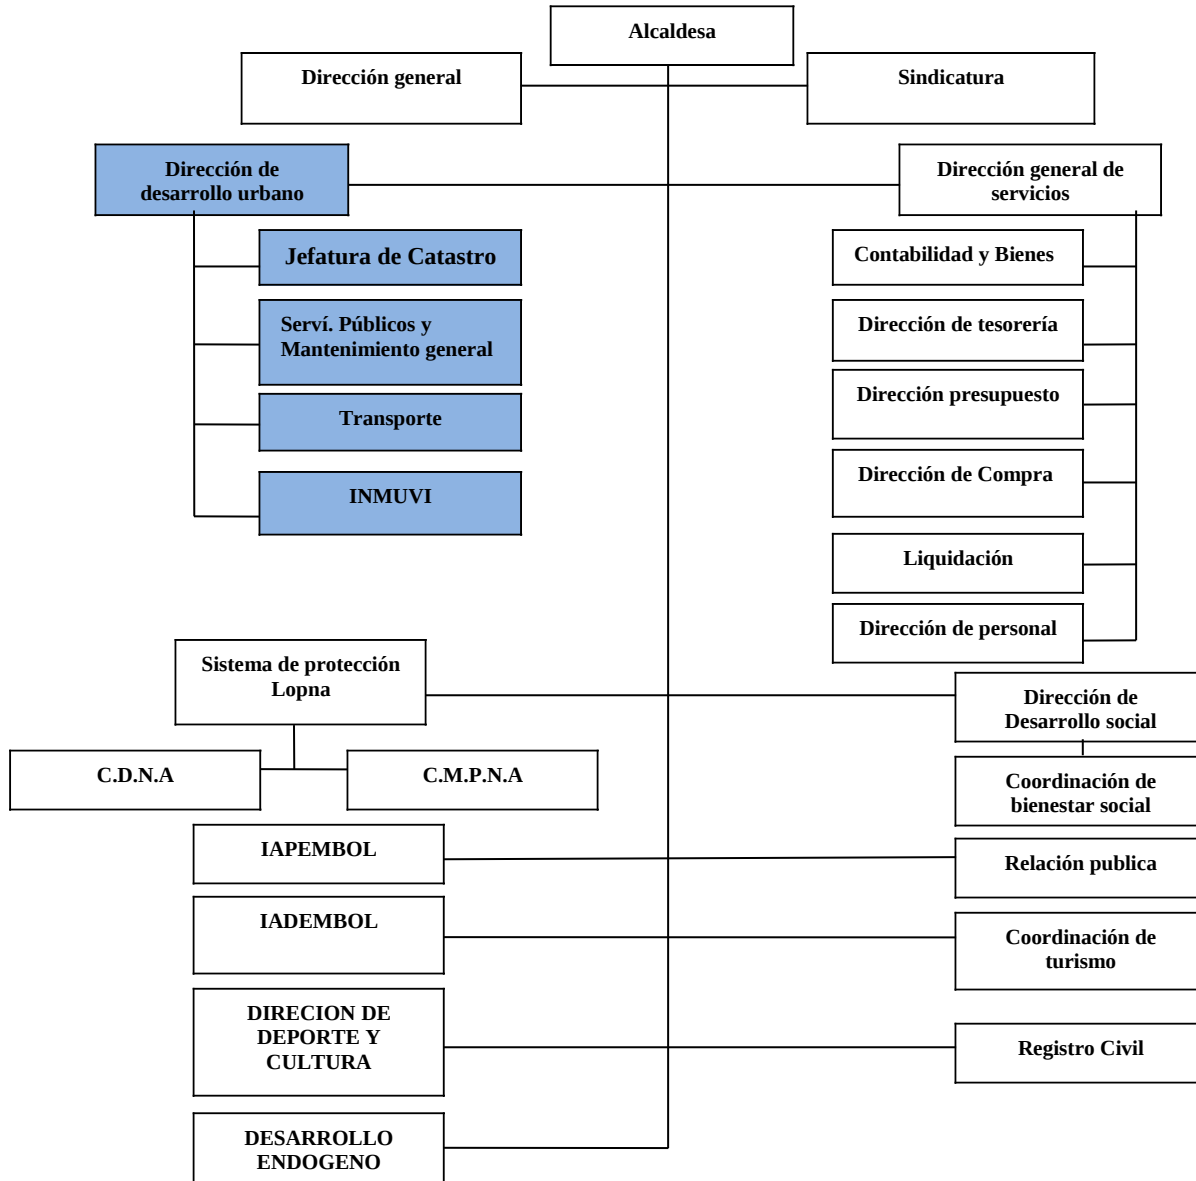 Alcaldesa
Dirección general
Sindicatura
Dirección de
desarrollo urbano
Dirección general de
servicios
Jefatura de Catastro
Serví. Públicos y
Mantenimiento general
Transporte
INMUVI
Contabilidad y Bienes
Dirección de tesorería
Dirección presupuesto
Dirección de Compra
Liquidación
Dirección de personal
Sistema de protección
Lopna
C.D.N.A
C.M.P.N.A
Dirección de
Desarrollo social
Coordinación de
bienestar social
IAPEMBOL
Relación publica
IADEMBOL
Coordinación de
turismo
DIRECION DE
DEPORTE Y
CULTURA
Registro Civil
DESARROLLO
ENDOGENO